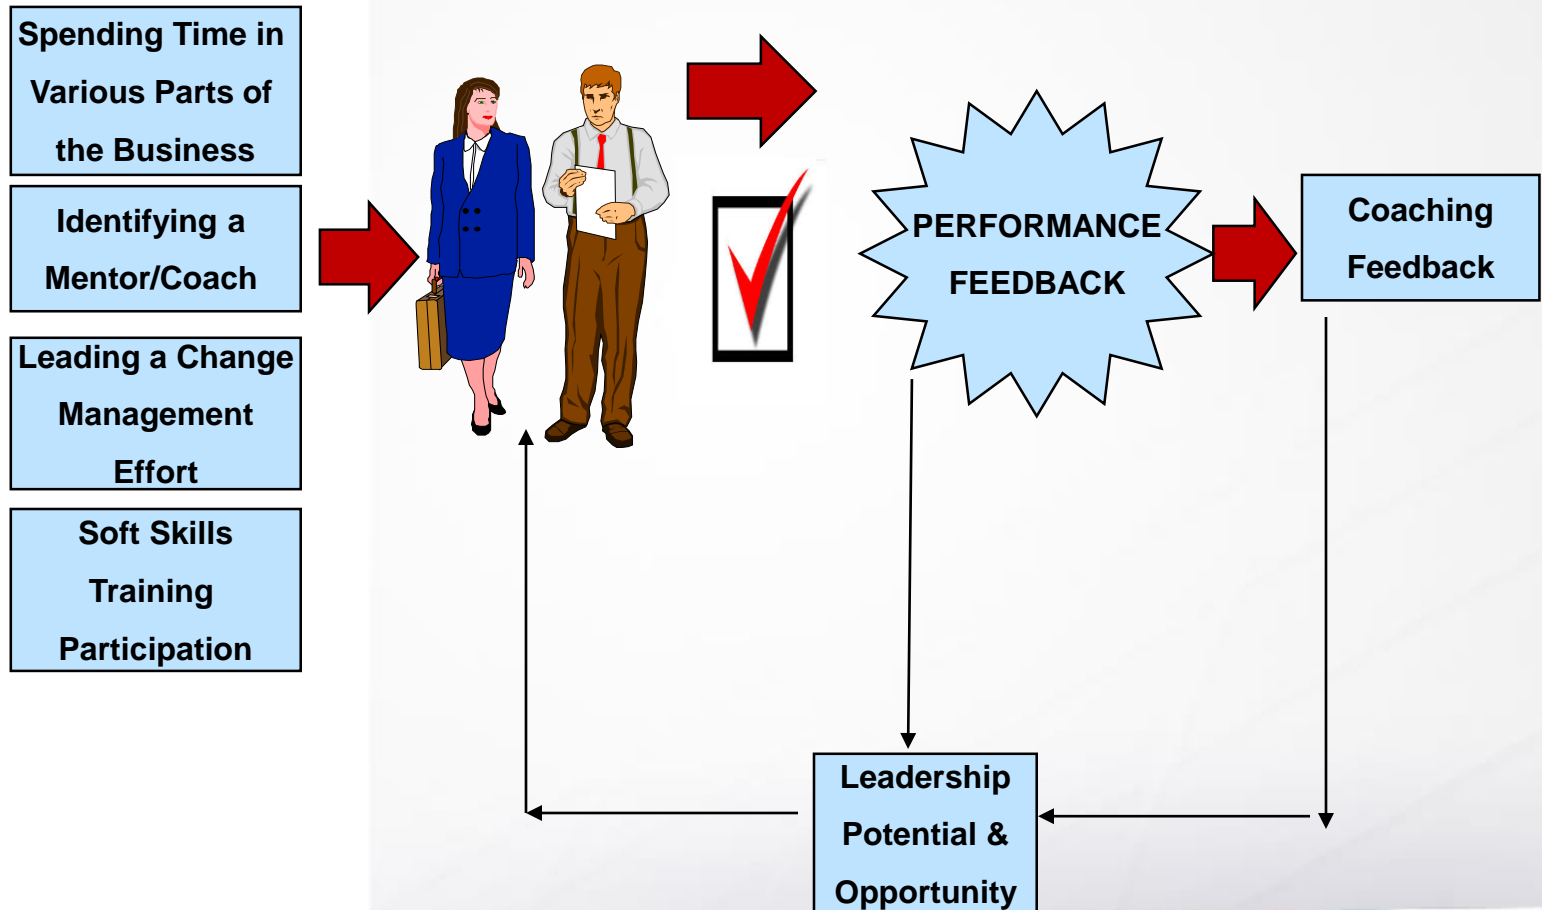 Spending Time in
Various Parts of
the Business
Identifying a
Mentor/Coach
Leading a Change
Management
Effort
Soft Skills
Training
Participation
PERFORMANCE
FEEDBACK
Coaching
Feedback
Leadership
Potential &
Opportunity